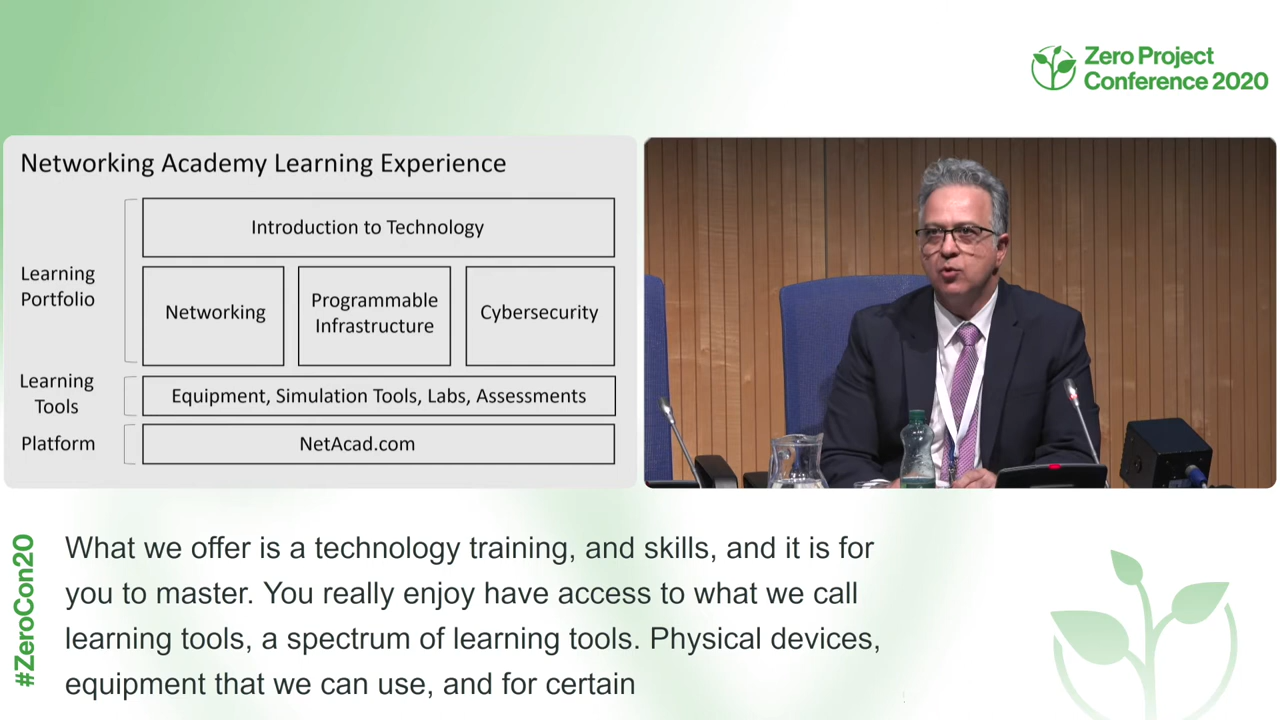 Zero Project
Conference 2020
Networking Academy Learning Experience
Learning
Portfolio
Introduction to Technology
Networking
Programmable
Infrastructure
Cybersecurity
Learning
Tools
Equipment, Simulation Tools, Labs, Assessments
Platform
NetAcad.com
#ZeroCon20
What we offer is a technology training, and skills, and it is for
you to master. You really enjoy have access to what we call
learning tools, a spectrum of learning tools. Physical devices,
equipment that we can use, and for certain